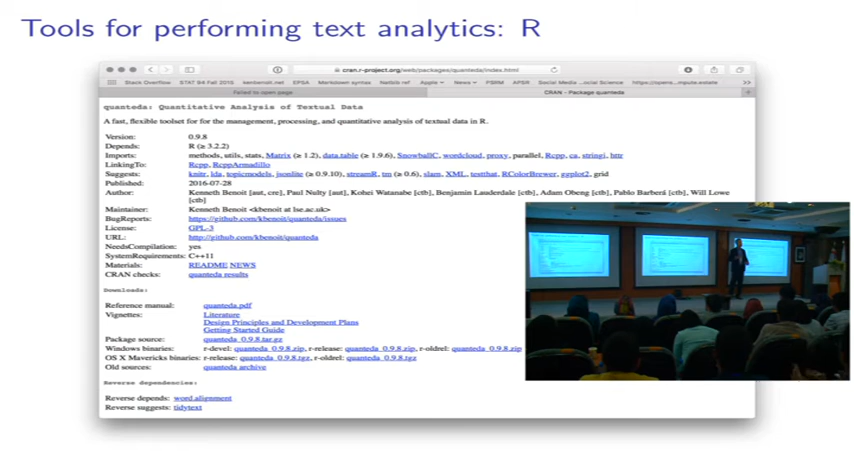 Tools for performing text analytics: R
cran.r-project.org/web/packages/quanteda/index.html
Stack Overflow STAT 94 Fall 2015 kenbenoit.net EPSA Markdown syntax Natbib ref Apple News PSRM APSR Social Media
Failed to open page CRAN - Package quanteda
quanteda: Quantitative Analysis of Textual Data
A fast, flexible toolset for for the management, processing, and quantitative analysis of textual data in R.
Version: 0.9.8
Depends: R (≥ 3.2.2)
Imports: methods, utils, stats, Matrix (≥ 1.2), data.table (≥ 1.9.6), SnowballC, wordcloud, proxy, parallel, Rcpp, ca, stringi, httr
LinkingTo: Rcpp, RcppArmadillo
Suggests: knitr, lda, topicmodels, jsonlite (≥ 0.9.10), streamR, tm (≥ 0.6), slam, XML, testthat, RColorBrewer, ggplot2, grid
Published: 2016-07-28
Author: Kenneth Benoit [aut, cre], Paul Nulty [aut], Kohei Watanabe [ctb], Benjamin Lauderdale [ctb], Adam Obeng [ctb], Pablo Barberá [ctb], Will Lowe
[ctb]
Maintainer: Kenneth Benoit <kbenoit at lse.ac.uk>
BugReports: https://github.com/kbenoit/quanteda/issues
License: GPL-3
URL: http://github.com/kbenoit/quanteda
NeedsCompilation: yes
SystemRequirements: C++11
Materials: README NEWS
CRAN checks: quanteda results
Downloads:
Reference manual: quanteda.pdf
Vignettes: Literature
Design Principles and Development Plans
Getting Started Guide
Package source: quanteda_0.9.8.tar.gz
Windows binaries: r-devel: quanteda_0.9.8.zip, r-release: quanteda_0.9.8.zip, r-oldrel: quanteda_0.9.8.zip
OS X Mavericks binaries: r-release: quanteda_0.9.8.tgz, r-oldrel: quanteda_0.9.8.tgz
Old sources: quanteda archive
Reverse dependencies:
Reverse depends: word.alignment
Reverse suggests: tidytext